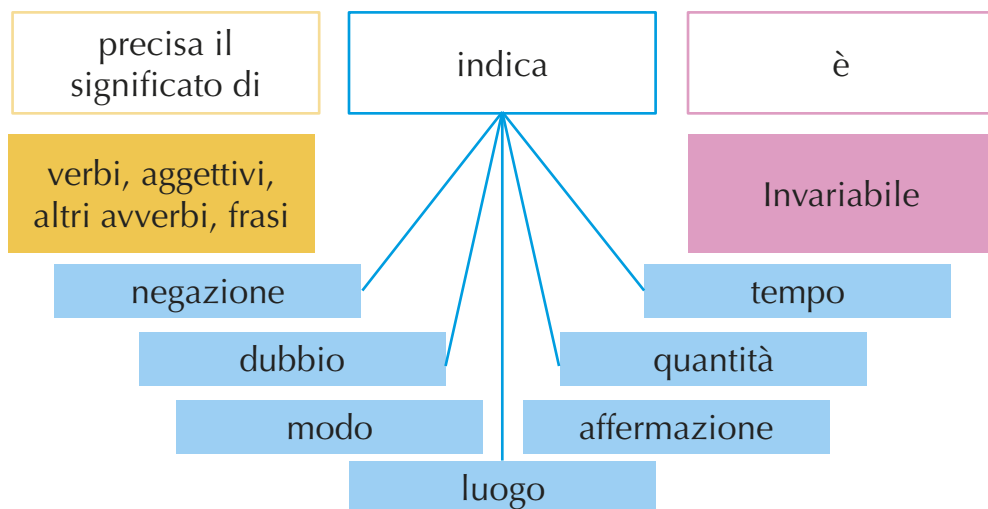 precisa il
significato di
indica
è
verbi, aggettivi,
altri avverbi, frasi
Invariabile
negazione
tempo
dubbio
quantità
modo
affermazione
luogo